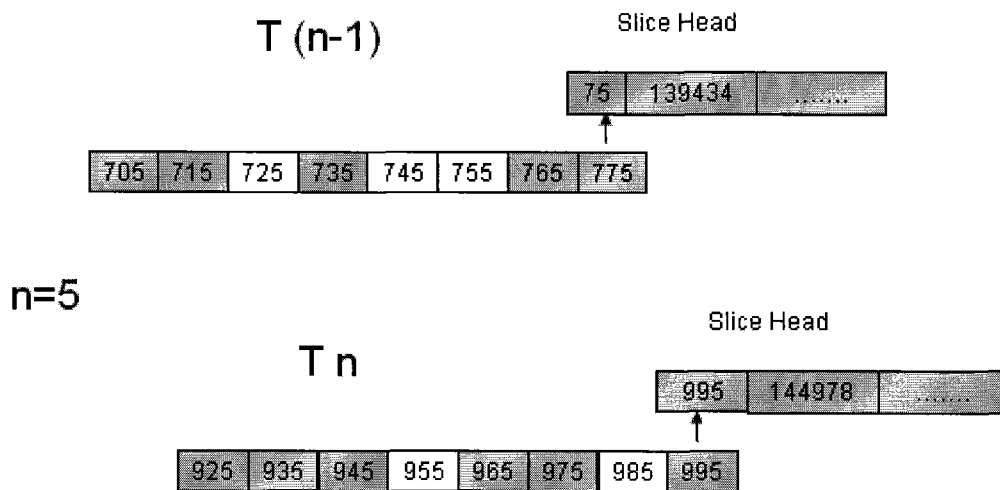 T (n-1)
Slice Head
75 139434 .......
705 715 725 735 745 755 765 775
n=5
Slice Head
T n
995 144978 .......
925 935 945 955 965 975 985 995